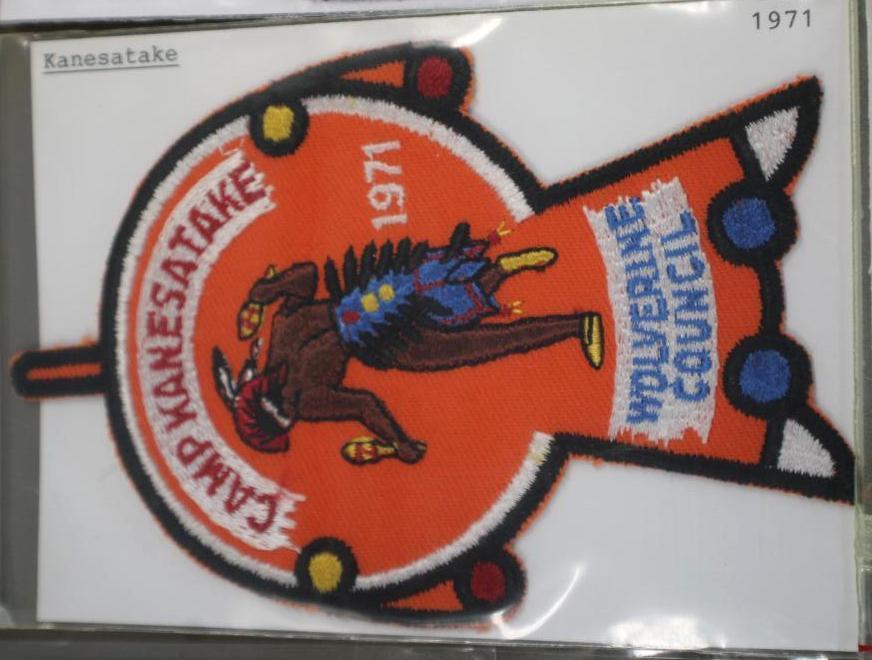 Kanesatake
1971
CAMP KANESATAKE
1971
WOLVERINE
COUNCIL